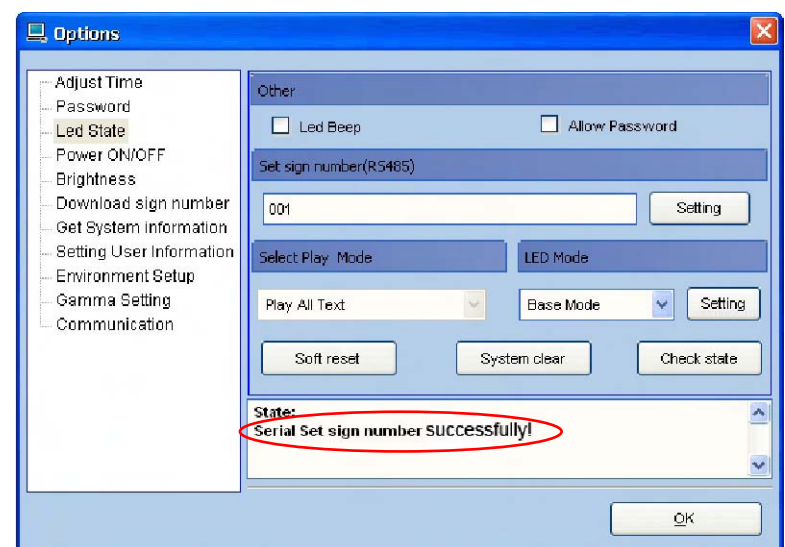 Options
Adjust Time
Password
Led State
Power ON/OFF
Brightness
Download sign number
Get System information
Setting User Information
Environment Setup
Gamma Setting
Communication
Other
Led Beep
Allow Password
Set sign number(RS485)
001
Setting
Select Play Mode
LED Mode
Play All Text
Base Mode
Setting
Soft reset
System clear
Check state
State:
Serial Set sign number successfully!
OK